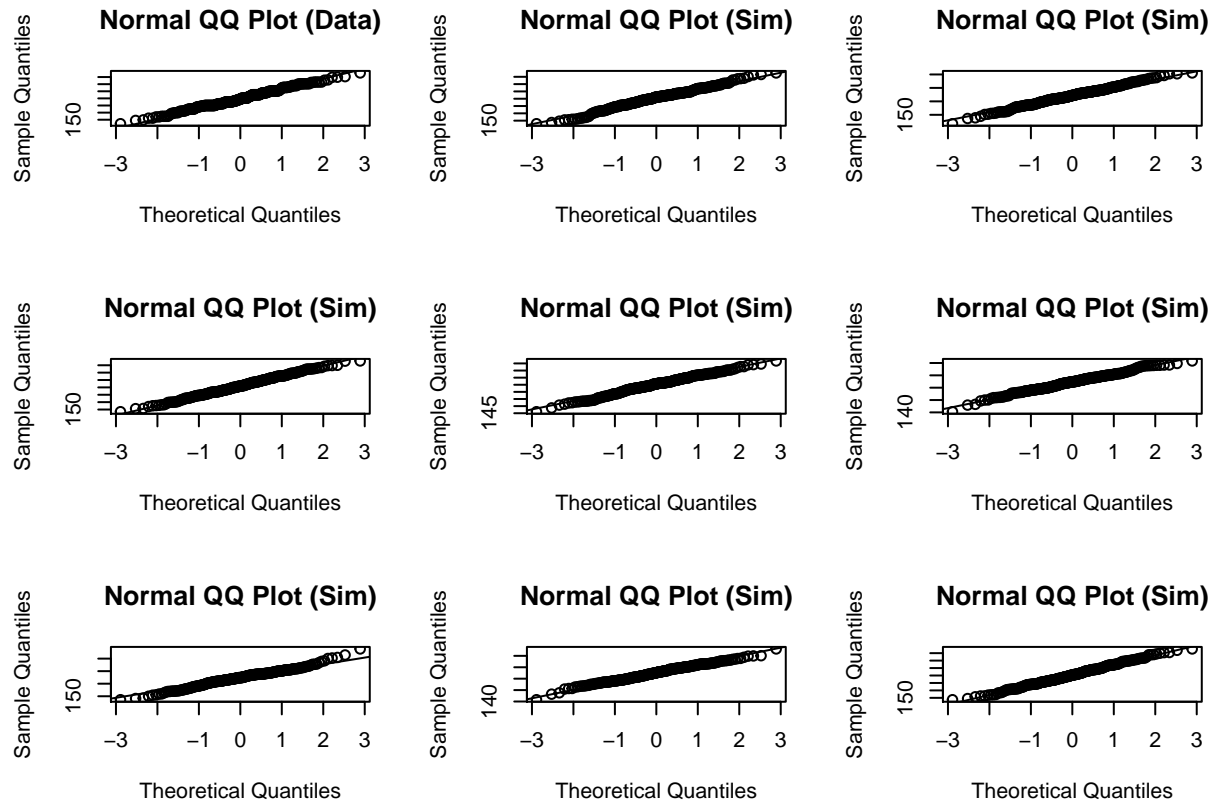 Normal QQ Plot (Data)
Sample Quantiles
150
−3 −1 0 1 2 3
Theoretical Quantiles
Normal QQ Plot (Sim)
Sample Quantiles
150
−3 −1 0 1 2 3
Theoretical Quantiles
Normal QQ Plot (Sim)
Sample Quantiles
150
−3 −1 0 1 2 3
Theoretical Quantiles
Normal QQ Plot (Sim)
Sample Quantiles
150
−3 −1 0 1 2 3
Theoretical Quantiles
Normal QQ Plot (Sim)
Sample Quantiles
145
−3 −1 0 1 2 3
Theoretical Quantiles
Normal QQ Plot (Sim)
Sample Quantiles
140
−3 −1 0 1 2 3
Theoretical Quantiles
Normal QQ Plot (Sim)
Sample Quantiles
150
−3 −1 0 1 2 3
Theoretical Quantiles
Normal QQ Plot (Sim)
Sample Quantiles
140
−3 −1 0 1 2 3
Theoretical Quantiles
Normal QQ Plot (Sim)
Sample Quantiles
150
−3 −1 0 1 2 3
Theoretical Quantiles